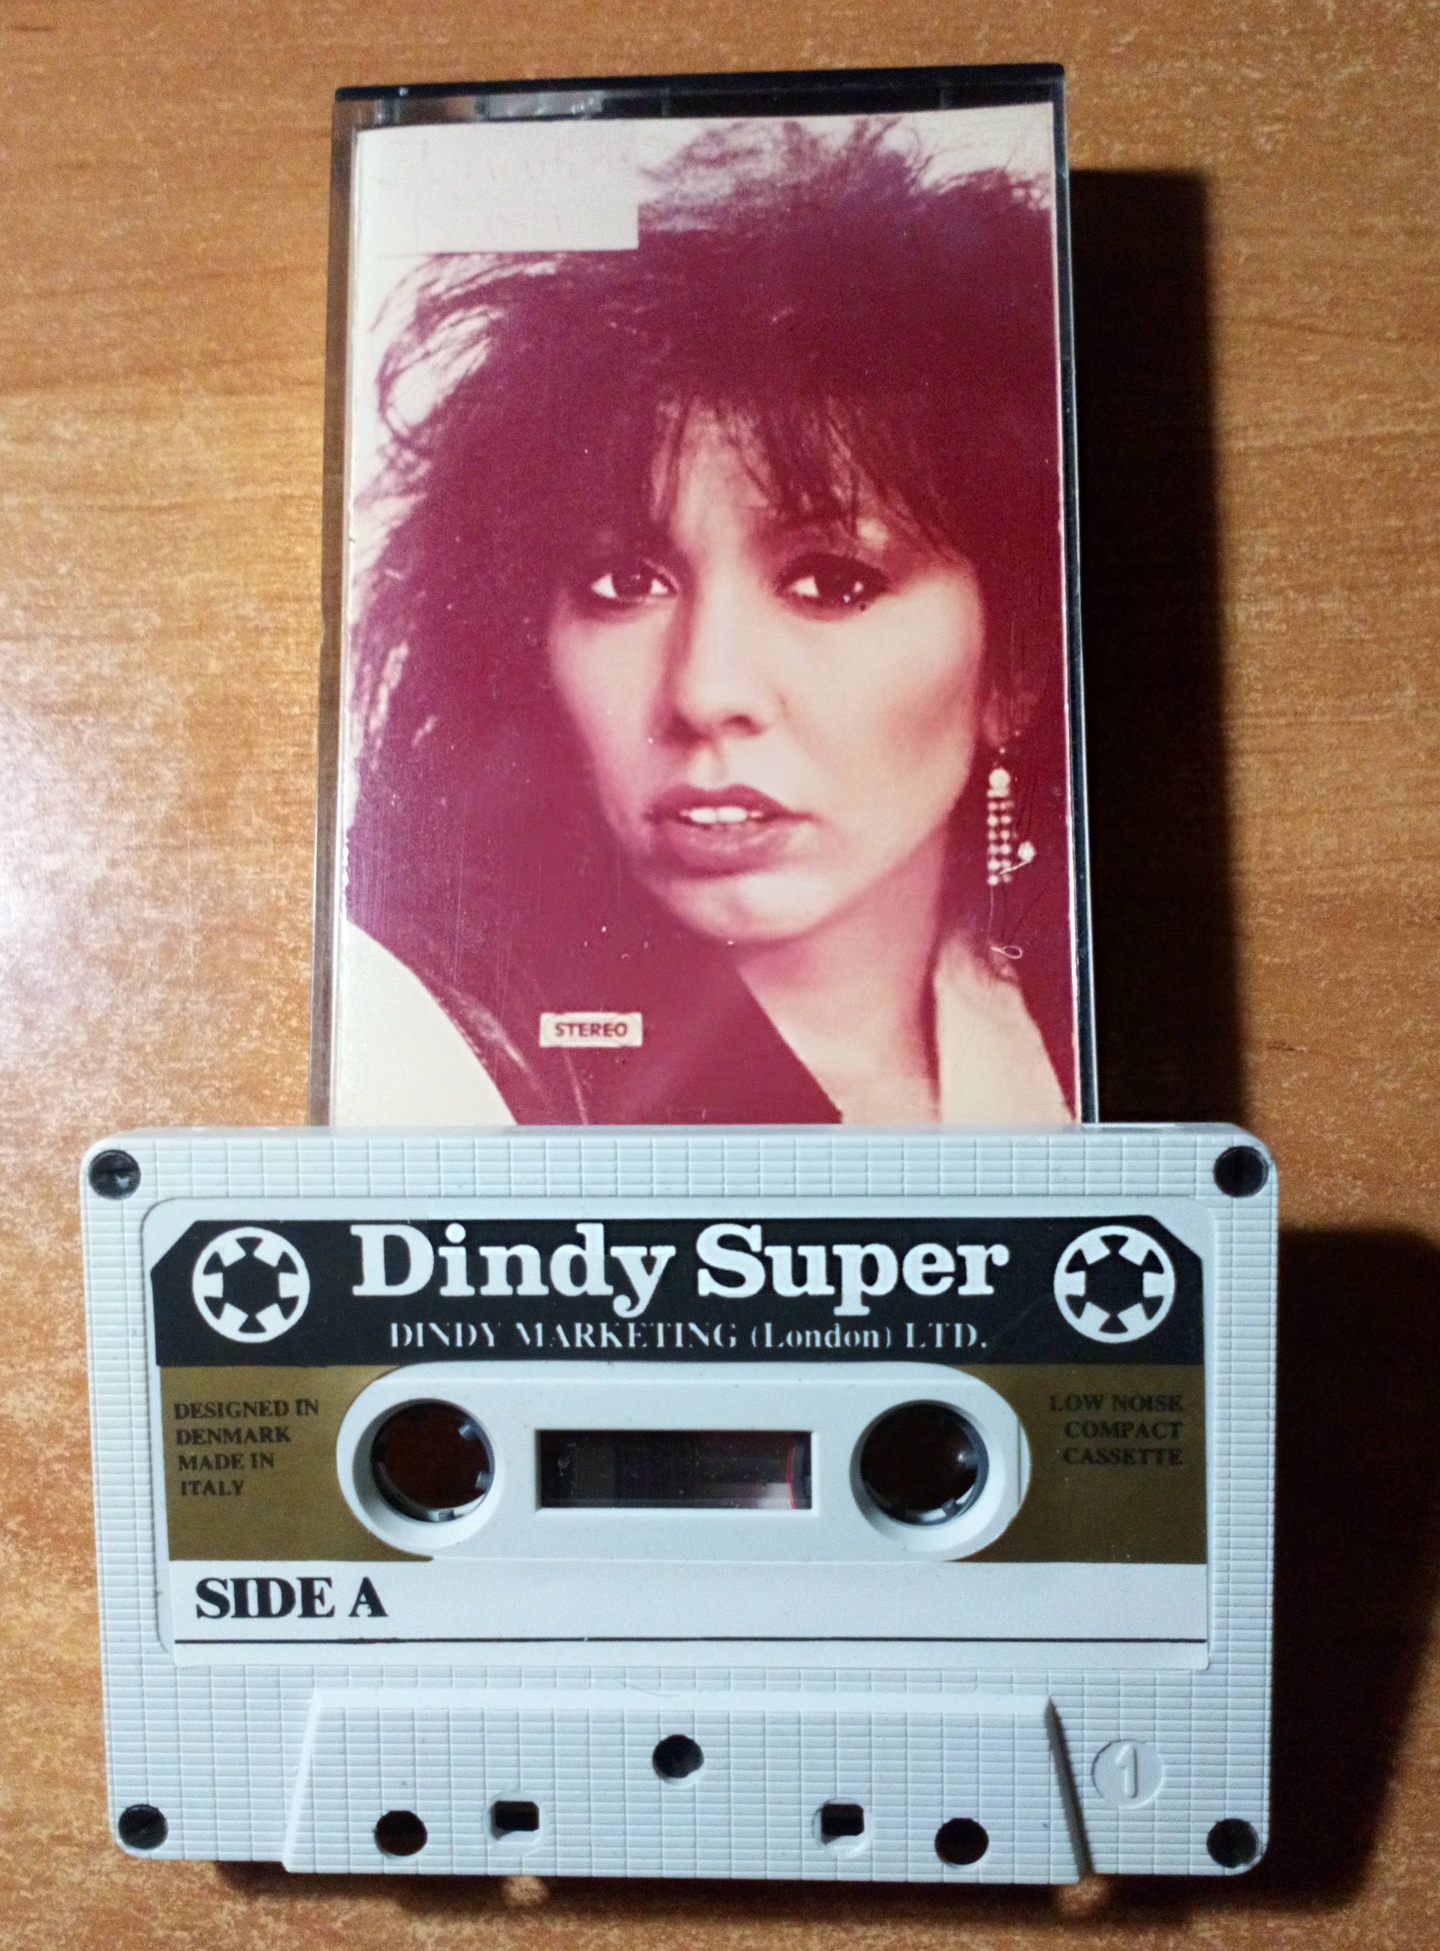 STEREO
Dindy Super
DINDY MARKETING (London) LTD.
DESIGNED IN
DENMARK
MADE IN
ITALY
LOW NOISE
COMPACT
CASSETTE
SIDE A
1